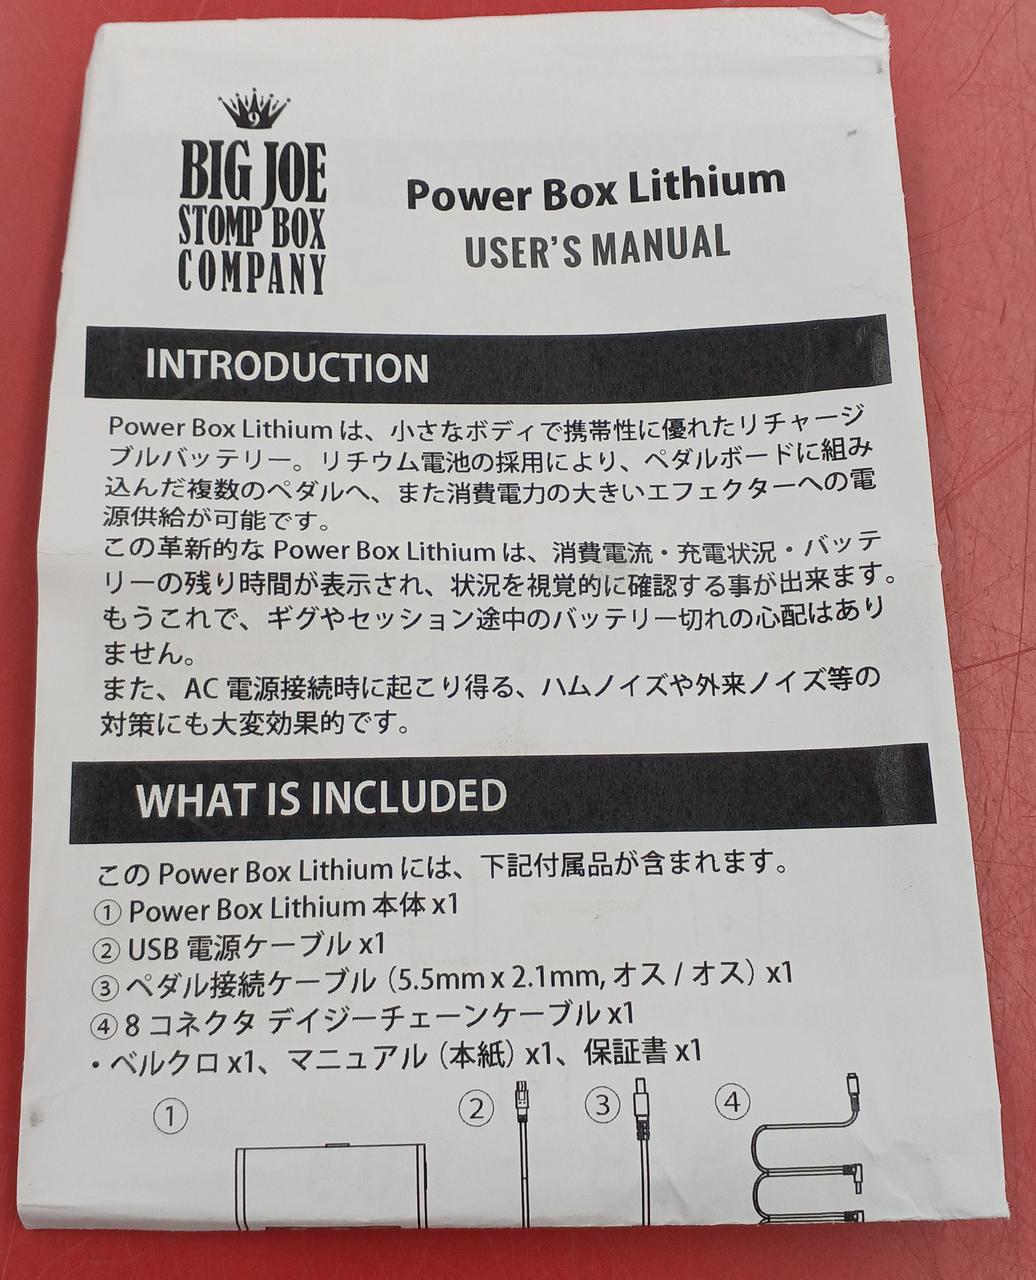 9
BIG JOE
STOMP BOX
COMPANY
Power Box Lithium
USER'S MANUAL
INTRODUCTION
Power Box Lithium は、小さなボディで携帯性に優れたリチャージ
ブルバッテリー。リチウム電池の採用により、ペダルボードに組み
込んだ複数のペダルへ、また消費電力の大きいエフェクターへの電
源供給が可能です。
この革新的な Power Box Lithium は、消費電流・充電状況・バッテ
リーの残り時間が表示され、状況を視覚的に確認する事が出来ます。
もうこれで、ギグやセッション途中のバッテリー切れの心配はあり
ません。
また、AC 電源接続時に起こり得る、ハムノイズや外来ノイズ等の
対策にも大変効果的です。
WHAT IS INCLUDED
この Power Box Lithium には、下記付属品が含まれます。
① Power Box Lithium 本体 x1
② USB 電源ケーブル x1
③ ペダル接続ケーブル（5.5mm x 2.1mm, オス / オス）x1
④ 8 コネクタ デイジーチェーンケーブル x1
・ベルクロ x1、マニュアル（本紙）x1、保証書 x1
① ② ③ ④